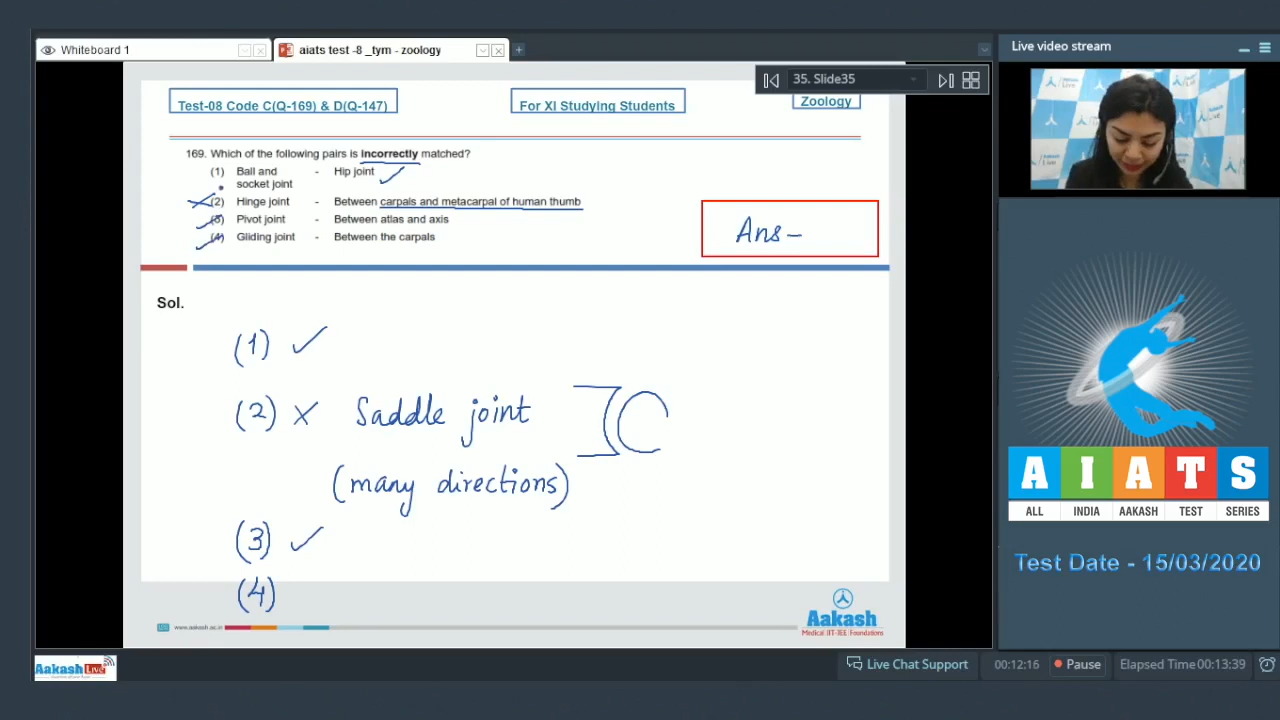 Whiteboard 1
aiats test -8 _tym - zoology
Live video stream
35. Slide35
Test-08 Code C(Q-169) & D(Q-147)
For XI Studying Students
Zoology
169. Which of the following pairs is incorrectly matched?
(1) Ball and socket joint - Hip joint
(2) Hinge joint - Between carpals and metacarpal of human thumb
(3) Pivot joint - Between atlas and axis
(4) Gliding joint - Between the carpals
Ans –
Sol.
(1) ✓
(2) × Saddle joint
(many directions)
(3) ✓
(4)
www.aakash.ac.in
Aakash
Medical|IIT-JEE|Foundations
AIATS
ALL INDIA AAKASH TEST SERIES
Test Date - 15/03/2020
Aakash Live
Live Chat Support
00:12:16
Pause
Elapsed Time 00:13:39